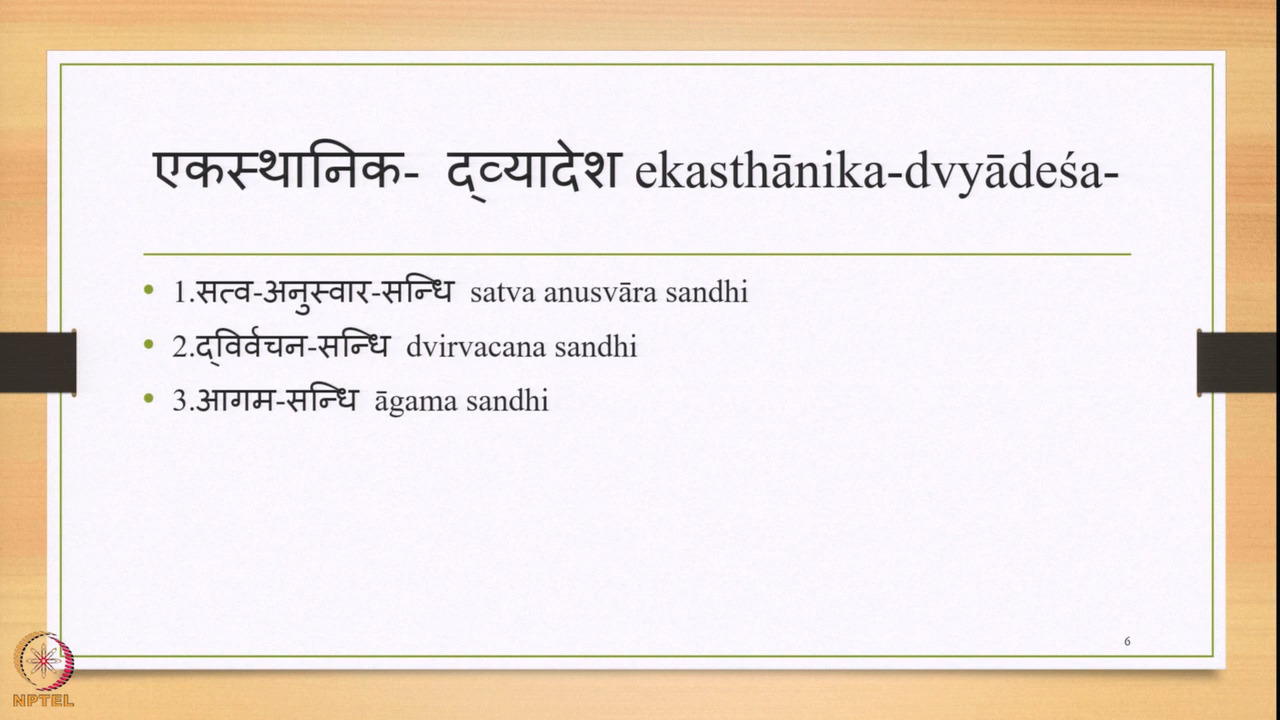 एकस्थानिक- द्व्यादेश ekasthānika-dvyādeśa-
• 1.सत्व-अनुस्वार-सन्धि satva anusvāra sandhi
• 2.द्विर्वचन-सन्धि dvirvacana sandhi
• 3.आगम-सन्धि āgama sandhi
6
NPTEL